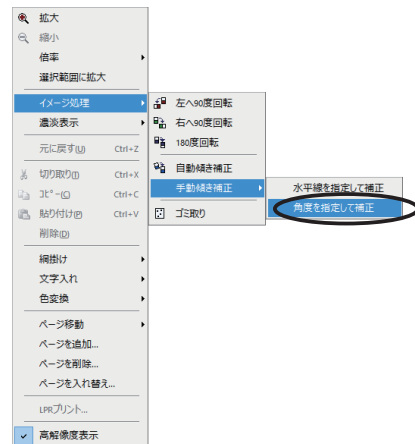 拡大
縮小
倍率
選択範囲に拡大
イメージ処理
濃淡表示
元に戻す(U) Ctrl+Z
切り取り(I) Ctrl+X
ｺﾋﾟｰ(C) Ctrl+C
貼り付け(P) Ctrl+V
削除(D)
網掛け
文字入れ
色変換
ページ移動
ページを追加...
ページを削除...
ページを入れ替え...
LPRプリント...
高解像度表示
左へ90度回転
右へ90度回転
180度回転
自動傾き補正
手動傾き補正
ゴミ取り
水平線を指定して補正
角度を指定して補正